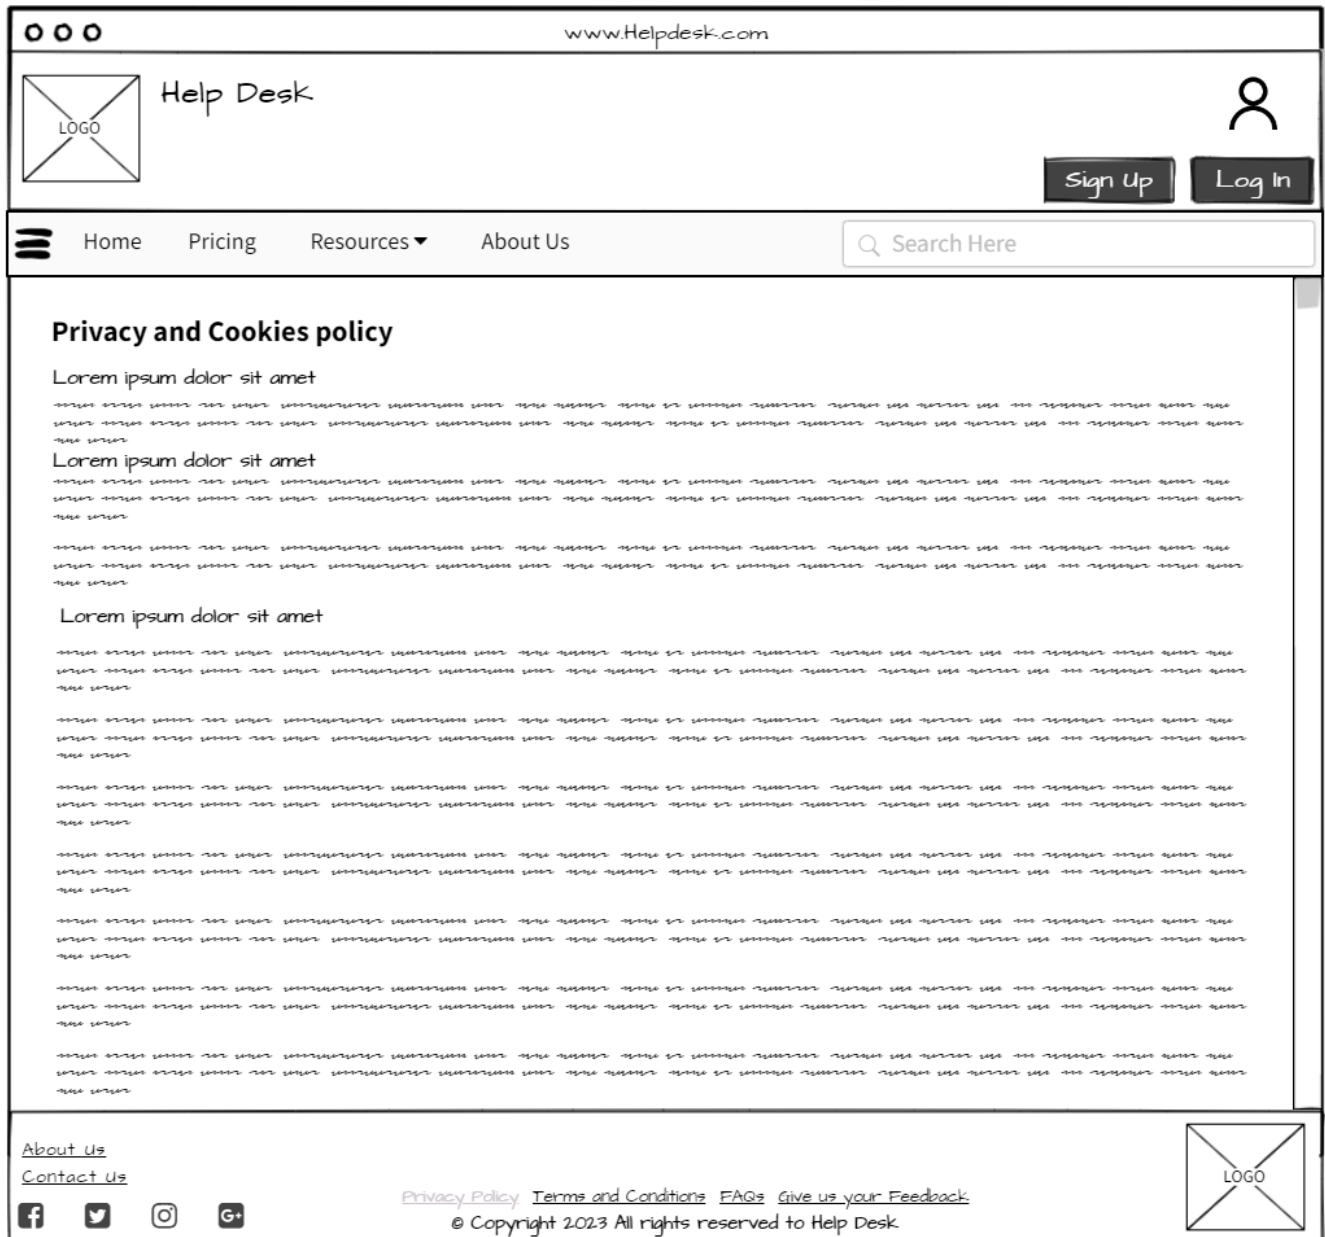 www.Helpdesk.com
LOGO
Help Desk
Sign Up
Log In
Home
Pricing
Resources
About Us
Search Here
Privacy and Cookies policy
Lorem ipsum dolor sit amet
Lorem ipsum dolor sit amet
Lorem ipsum dolor sit amet
About Us
Contact Us
G+
Privacy Policy Terms and Conditions FAQs Give us your Feedback
© Copyright 2023 All rights reserved to Help Desk
LOGO